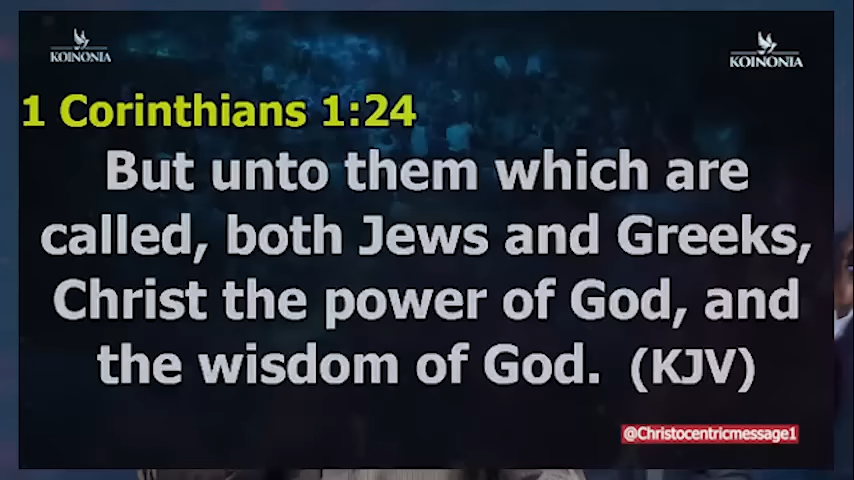 KOINONIA
KOINONIA
1 Corinthians 1:24
But unto them which are
called, both Jews and Greeks,
Christ the power of God, and
the wisdom of God. (KJV)
@Christocentricmessage1